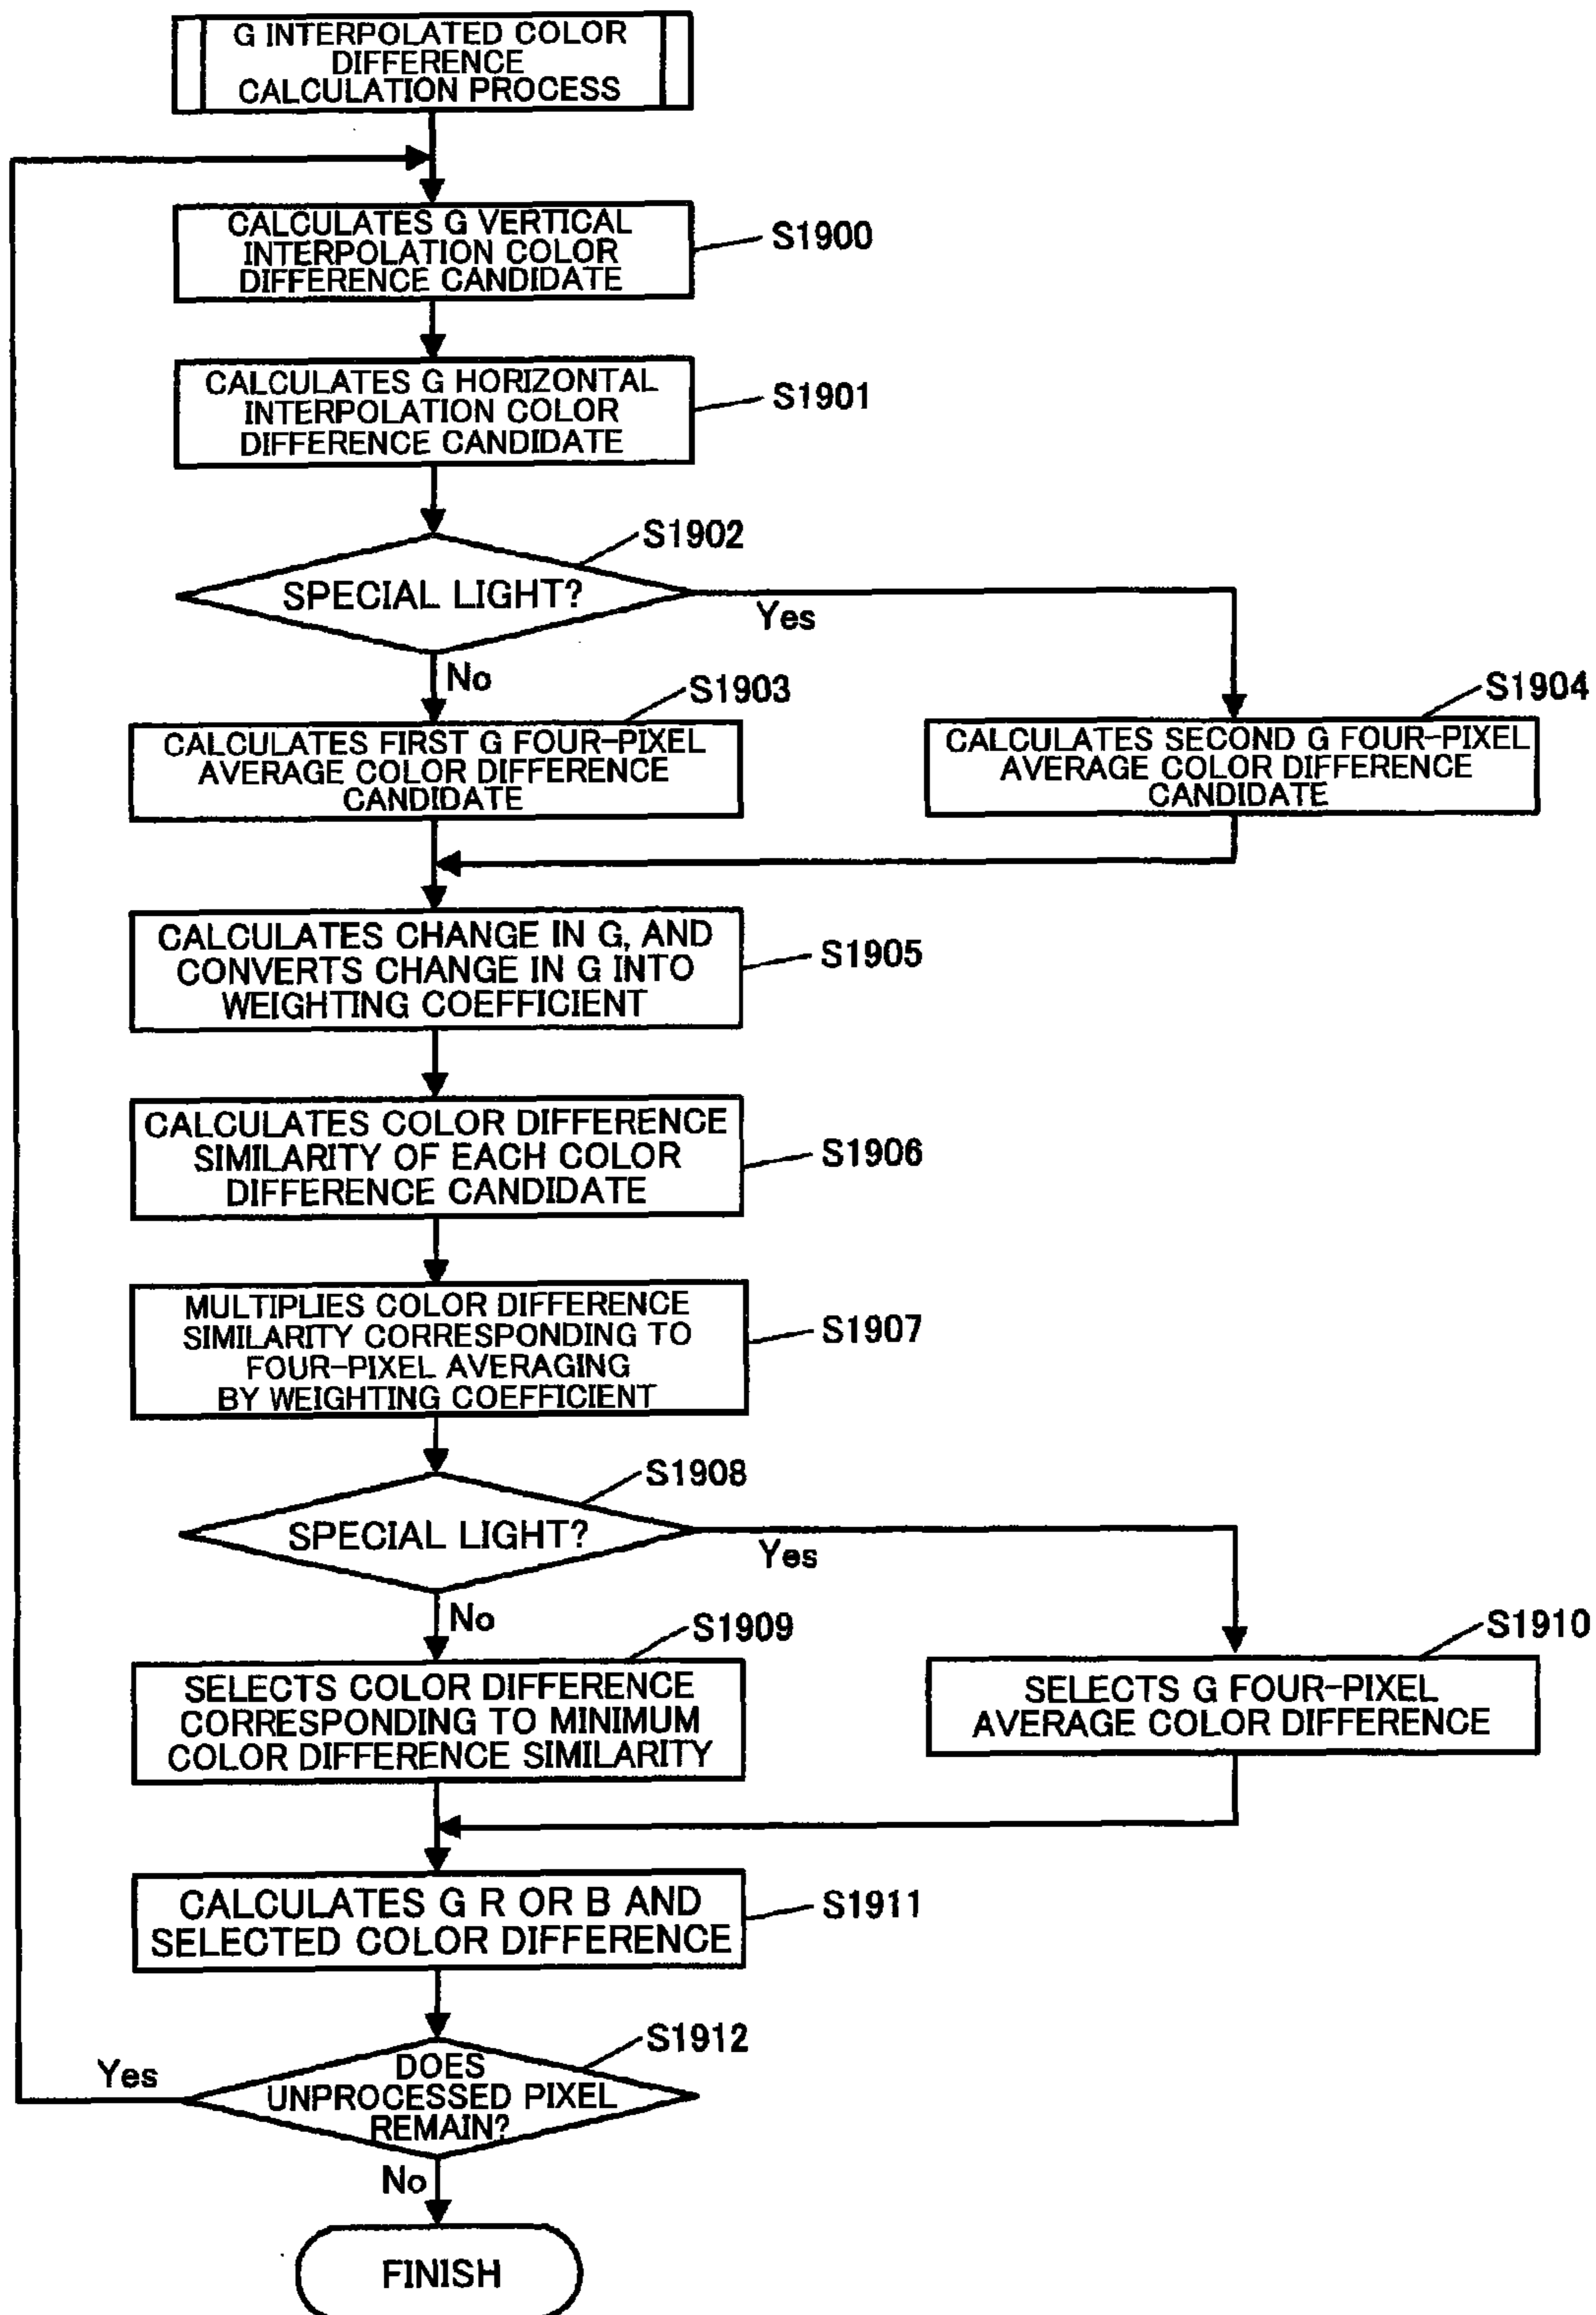 G INTERPOLATED COLOR
DIFFERENCE
CALCULATION PROCESS
CALCULATES G VERTICAL
INTERPOLATION COLOR
DIFFERENCE CANDIDATE
S1900
CALCULATES G HORIZONTAL
INTERPOLATION COLOR
DIFFERENCE CANDIDATE
S1901
S1902
SPECIAL LIGHT?
Yes
No
S1903
S1904
CALCULATES FIRST G FOUR-PIXEL
AVERAGE COLOR DIFFERENCE
CANDIDATE
CALCULATES SECOND G FOUR-PIXEL
AVERAGE COLOR DIFFERENCE
CANDIDATE
CALCULATES CHANGE IN G, AND
CONVERTS CHANGE IN G INTO
WEIGHTING COEFFICIENT
S1905
CALCULATES COLOR DIFFERENCE
SIMILARITY OF EACH COLOR
DIFFERENCE CANDIDATE
S1906
MULTIPLIES COLOR DIFFERENCE
SIMILARITY CORRESPONDING TO
FOUR-PIXEL AVERAGING
BY WEIGHTING COEFFICIENT
S1907
S1908
SPECIAL LIGHT?
Yes
No
S1909
S1910
SELECTS COLOR DIFFERENCE
CORRESPONDING TO MINIMUM
COLOR DIFFERENCE SIMILARITY
SELECTS G FOUR-PIXEL
AVERAGE COLOR DIFFERENCE
CALCULATES G R OR B AND
SELECTED COLOR DIFFERENCE
S1911
S1912
Yes
DOES
UNPROCESSED PIXEL
REMAIN?
No
FINISH